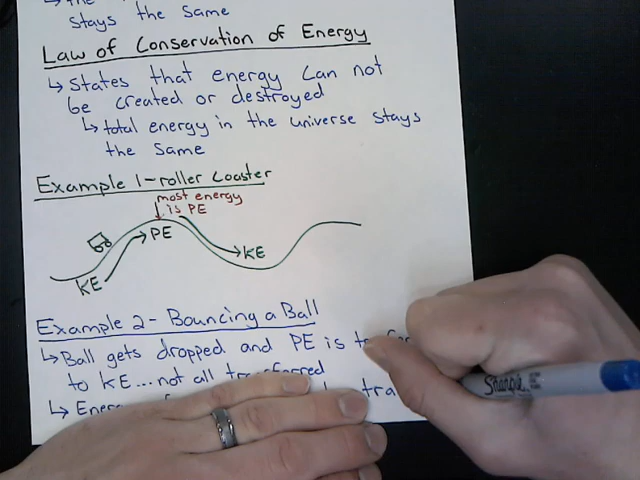 stays the same
Law of Conservation of Energy
↳ States that energy can not
be created or destroyed
↳ total energy in the universe stays
the same
Example 1-roller coaster
most energy
is PE
PE
KE
KE
Example 2- Bouncing a Ball
↳ Ball gets dropped and PE is
to KE...not all transferred
↳
Sharpie